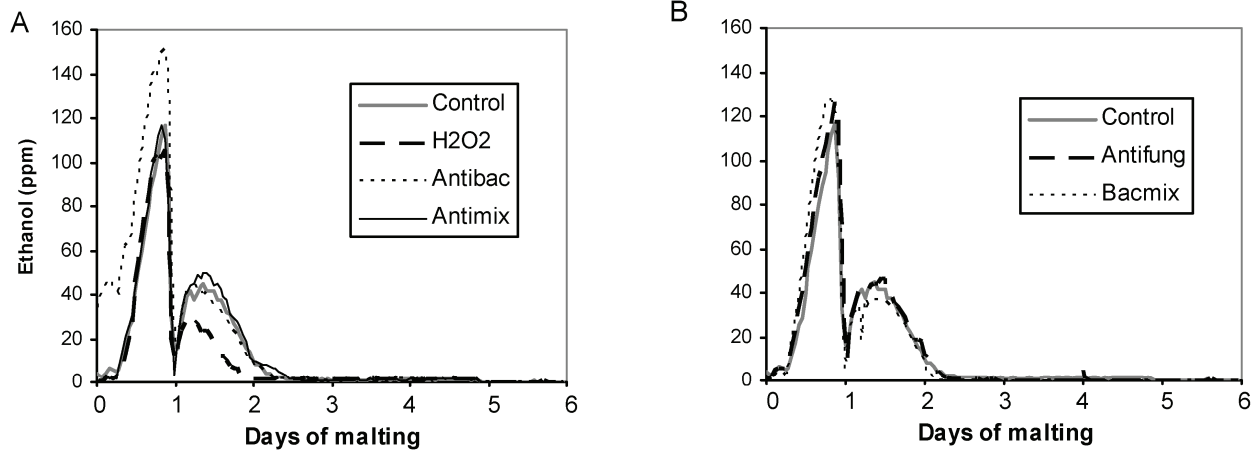 A
160
140
120
100
80
60
40
20
0
Ethanol (ppm)
Control
H2O2
Antibac
Antimix
0 1 2 3 4 5 6
Days of malting
B
160
140
120
160
80
60
40
20
0
Control
Antifung
Bacmix
0 1 2 3 4 5 6
Days of malting